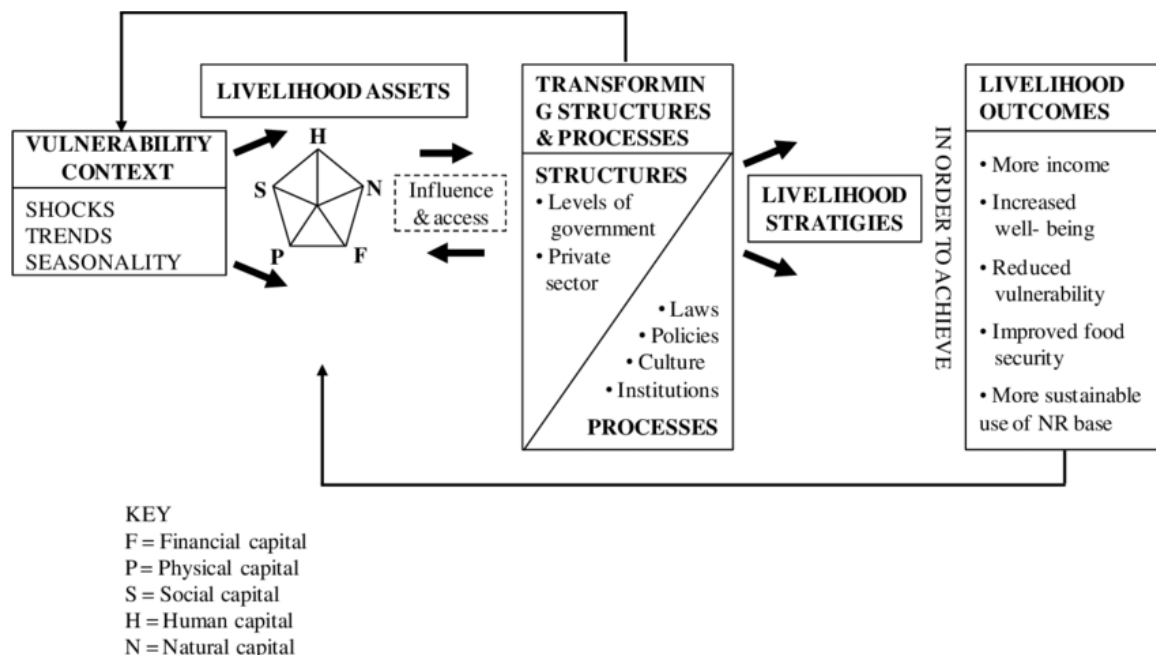 LIVELIHOOD ASSETS
VULNERABILITY
CONTEXT
SHOCKS
TRENDS
SEASONALITY
H
S
N
P
F
Influence
& access
TRANSFORMIN
G STRUCTURES
& PROCESSES
STRUCTURES
• Levels of
government
• Private
sector
• Laws
• Policies
• Culture
• Institutions
PROCESSES
LIVELIHOOD
STRATIGIES
IN ORDER TO ACHIEVE
LIVELIHOOD
OUTCOMES
• More income
• Increased
well- being
• Reduced
vulnerability
• Improved food
security
• More sustainable
use of NR base
KEY
F = Financial capital
P = Physical capital
S = Social capital
H = Human capital
N = Natural capital